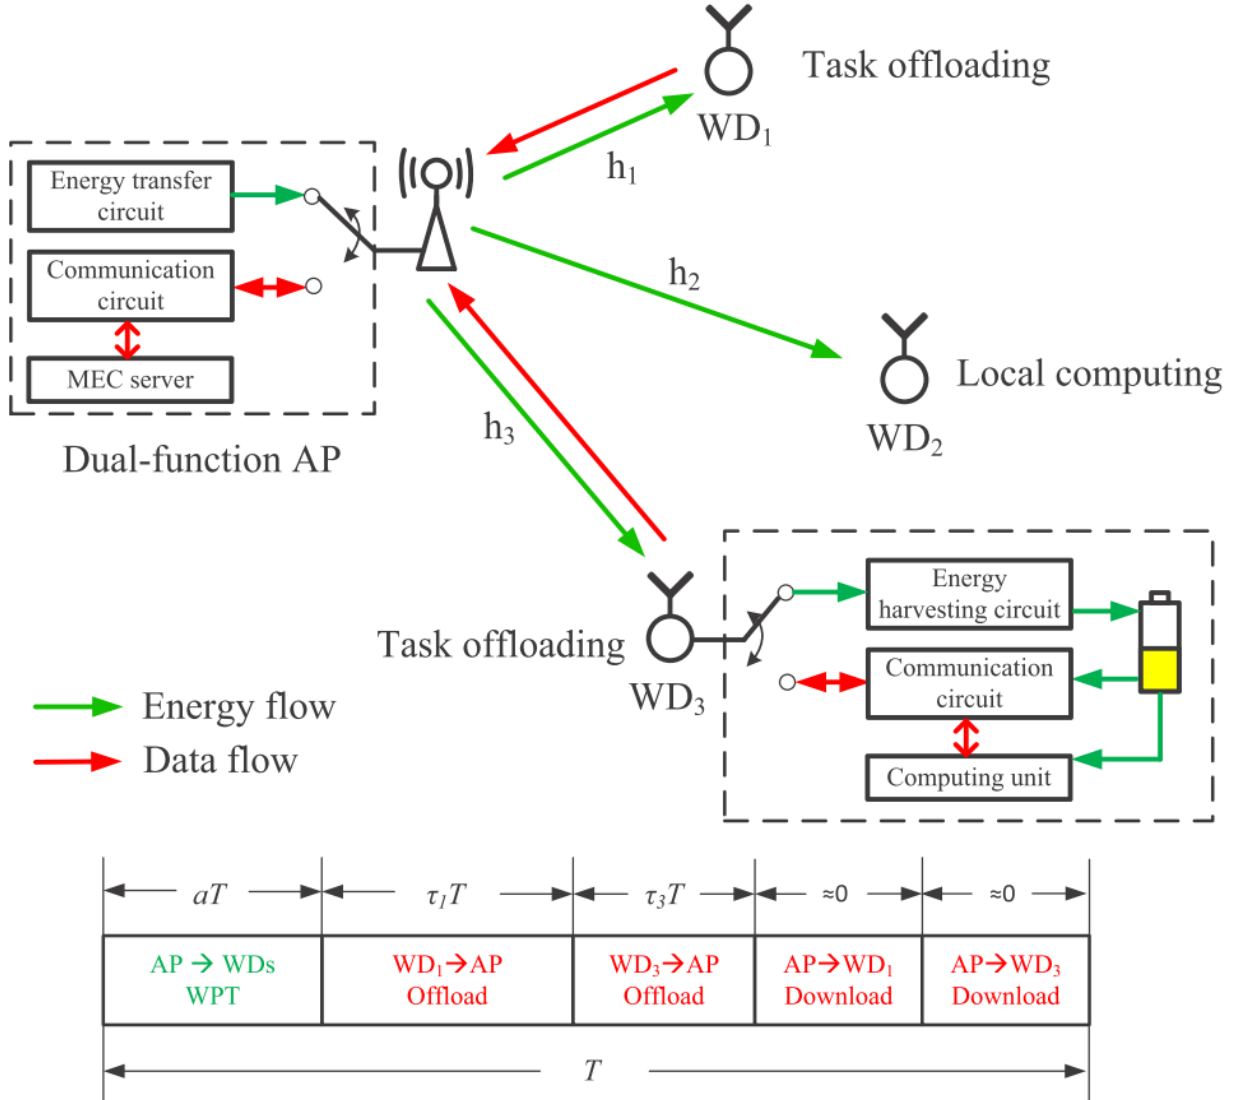 Task offloading
WD₁
h₁
Energy transfer
circuit
Communication
circuit
MEC server
Dual-function AP
h₂
Local computing
WD₂
h₃
Energy
harvesting circuit
Task offloading
Communication
circuit
WD₃
Computing unit
Energy flow
Data flow
aT
τ₁T
τ₃T
≈0
≈0
AP → WDs
WPT
WD₁→AP
Offload
WD₃→AP
Offload
AP→WD₁
Download
AP→WD₃
Download
T